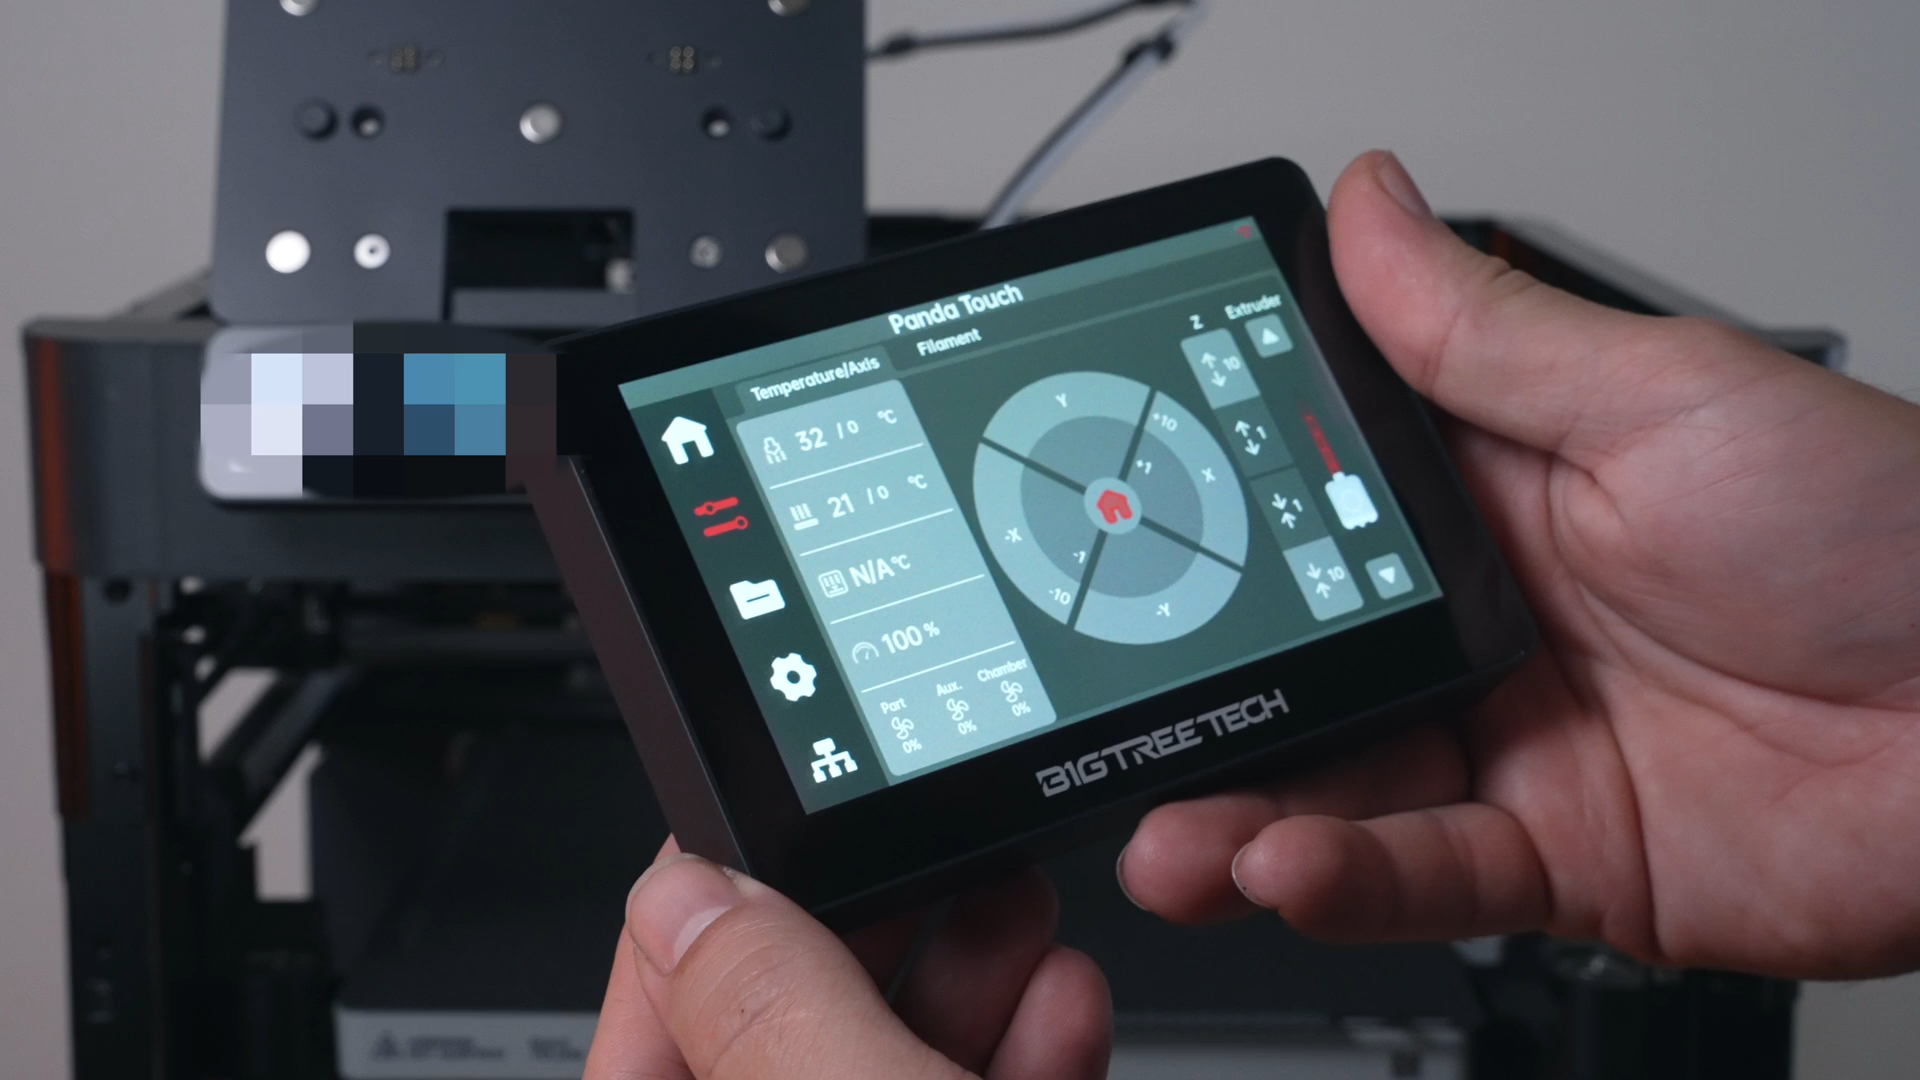 Panda Touch
Temperature/Axis
Filament
32 / 0 °C
21 / 0 °C
N/A°C
100 %
Part
Aux.
Chamber
0%
0%
0%
Y
+10
+1
X
-X
-1
-10
-Y
Z
10
1
1
10
Extruder
BIGTREETECH